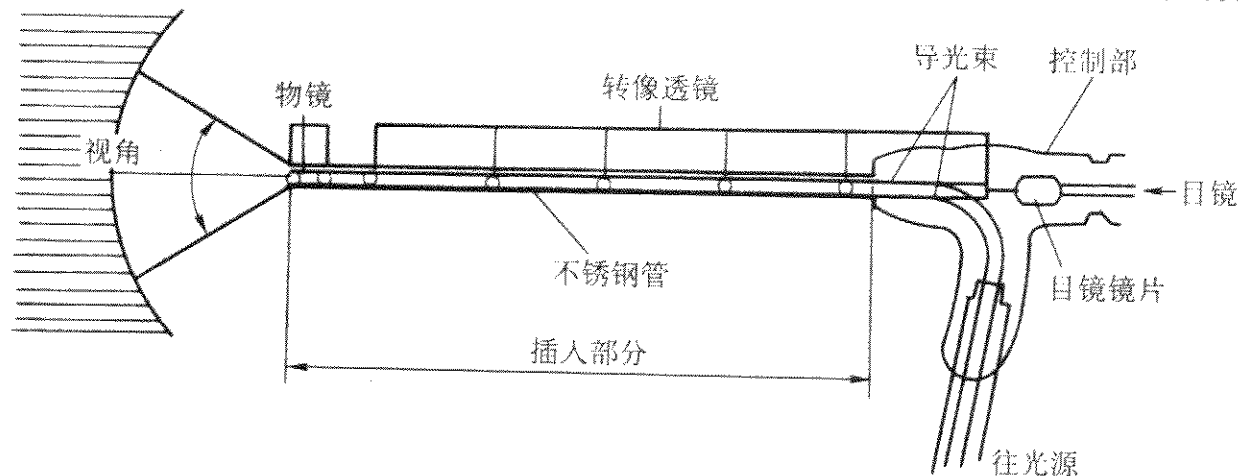 导光束
控制部
物镜
转像透镜
视角
目镜
不锈钢管
目镜镜片
插入部分
往光源